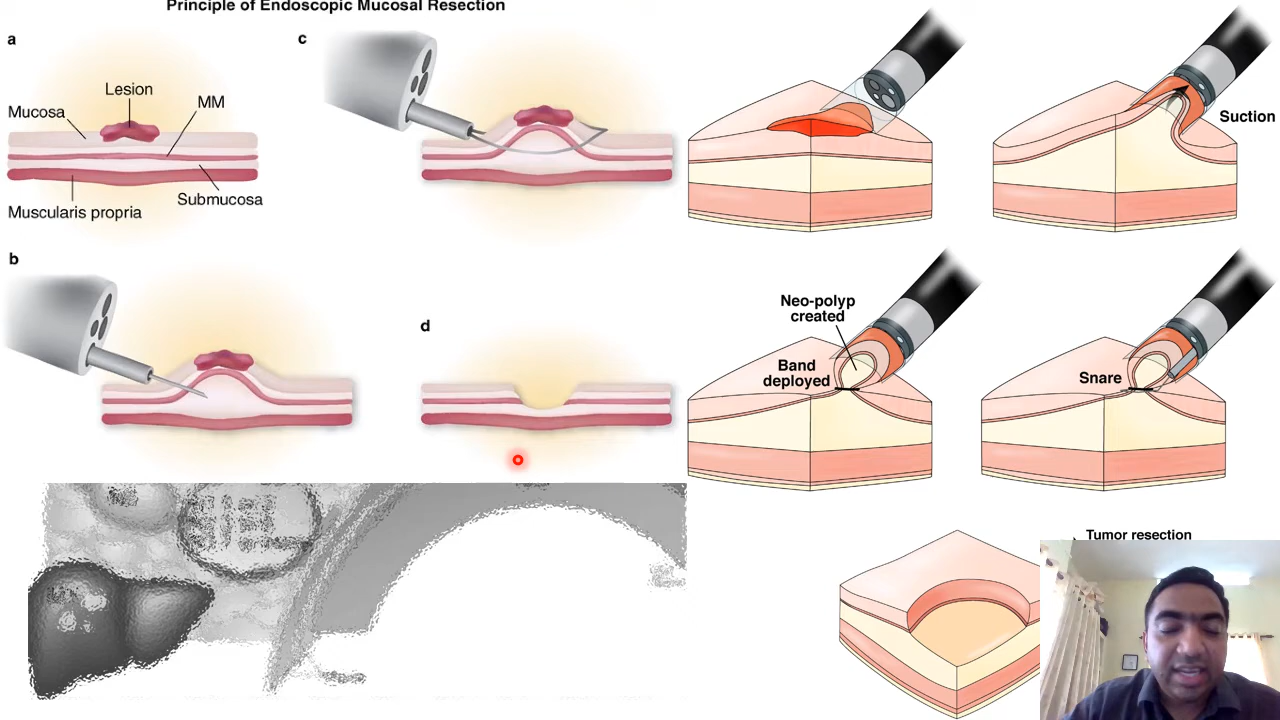 Principle of Endoscopic Mucosal Resection
a
Lesion
Mucosa
MM
Submucosa
Muscularis propria
c
Suction
b
d
Neo-polyp
created
Band
deployed
Snare
Tumor resection